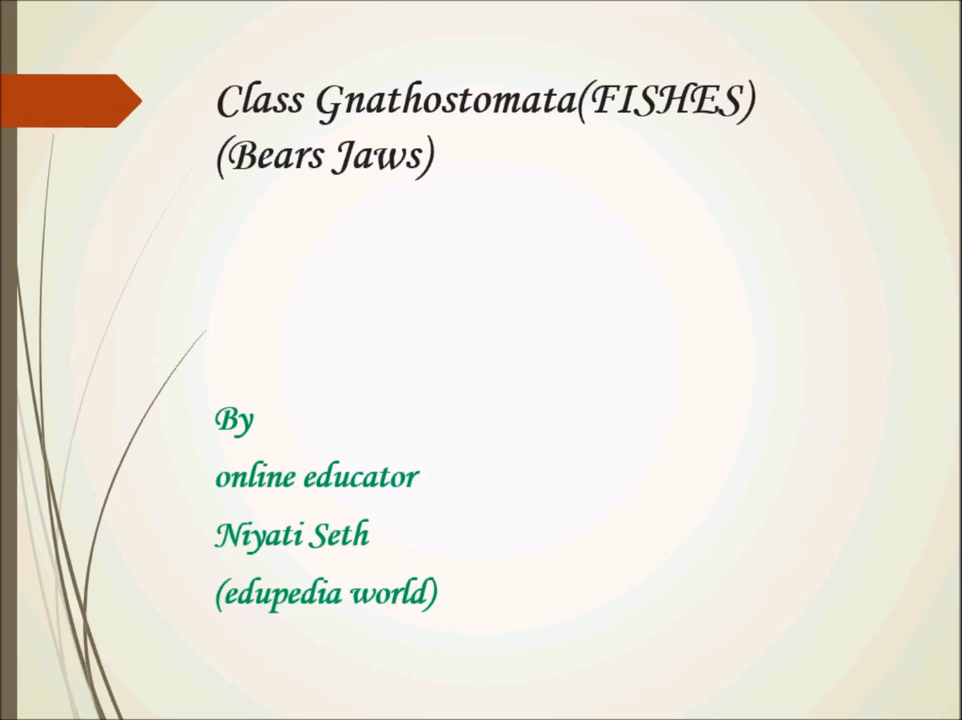 Class Gnathostomata(FISHES)
(Bears Jaws)
By
online educator
Niyati Seth
(edupedia world)